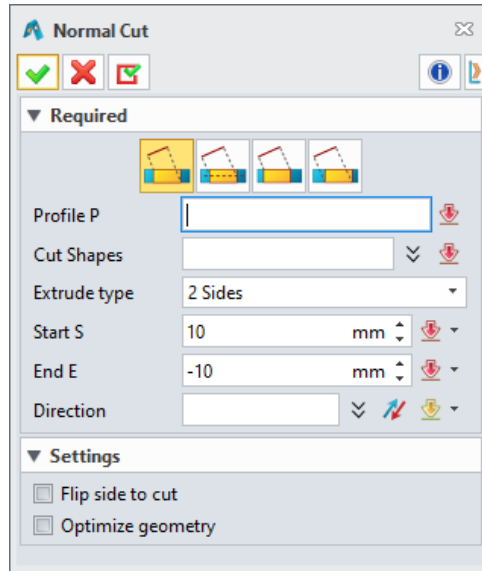 Normal Cut
Required
Profile P
Cut Shapes
Extrude type 2 Sides
Start S 10 mm
End E -10 mm
Direction
Settings
Flip side to cut
Optimize geometry